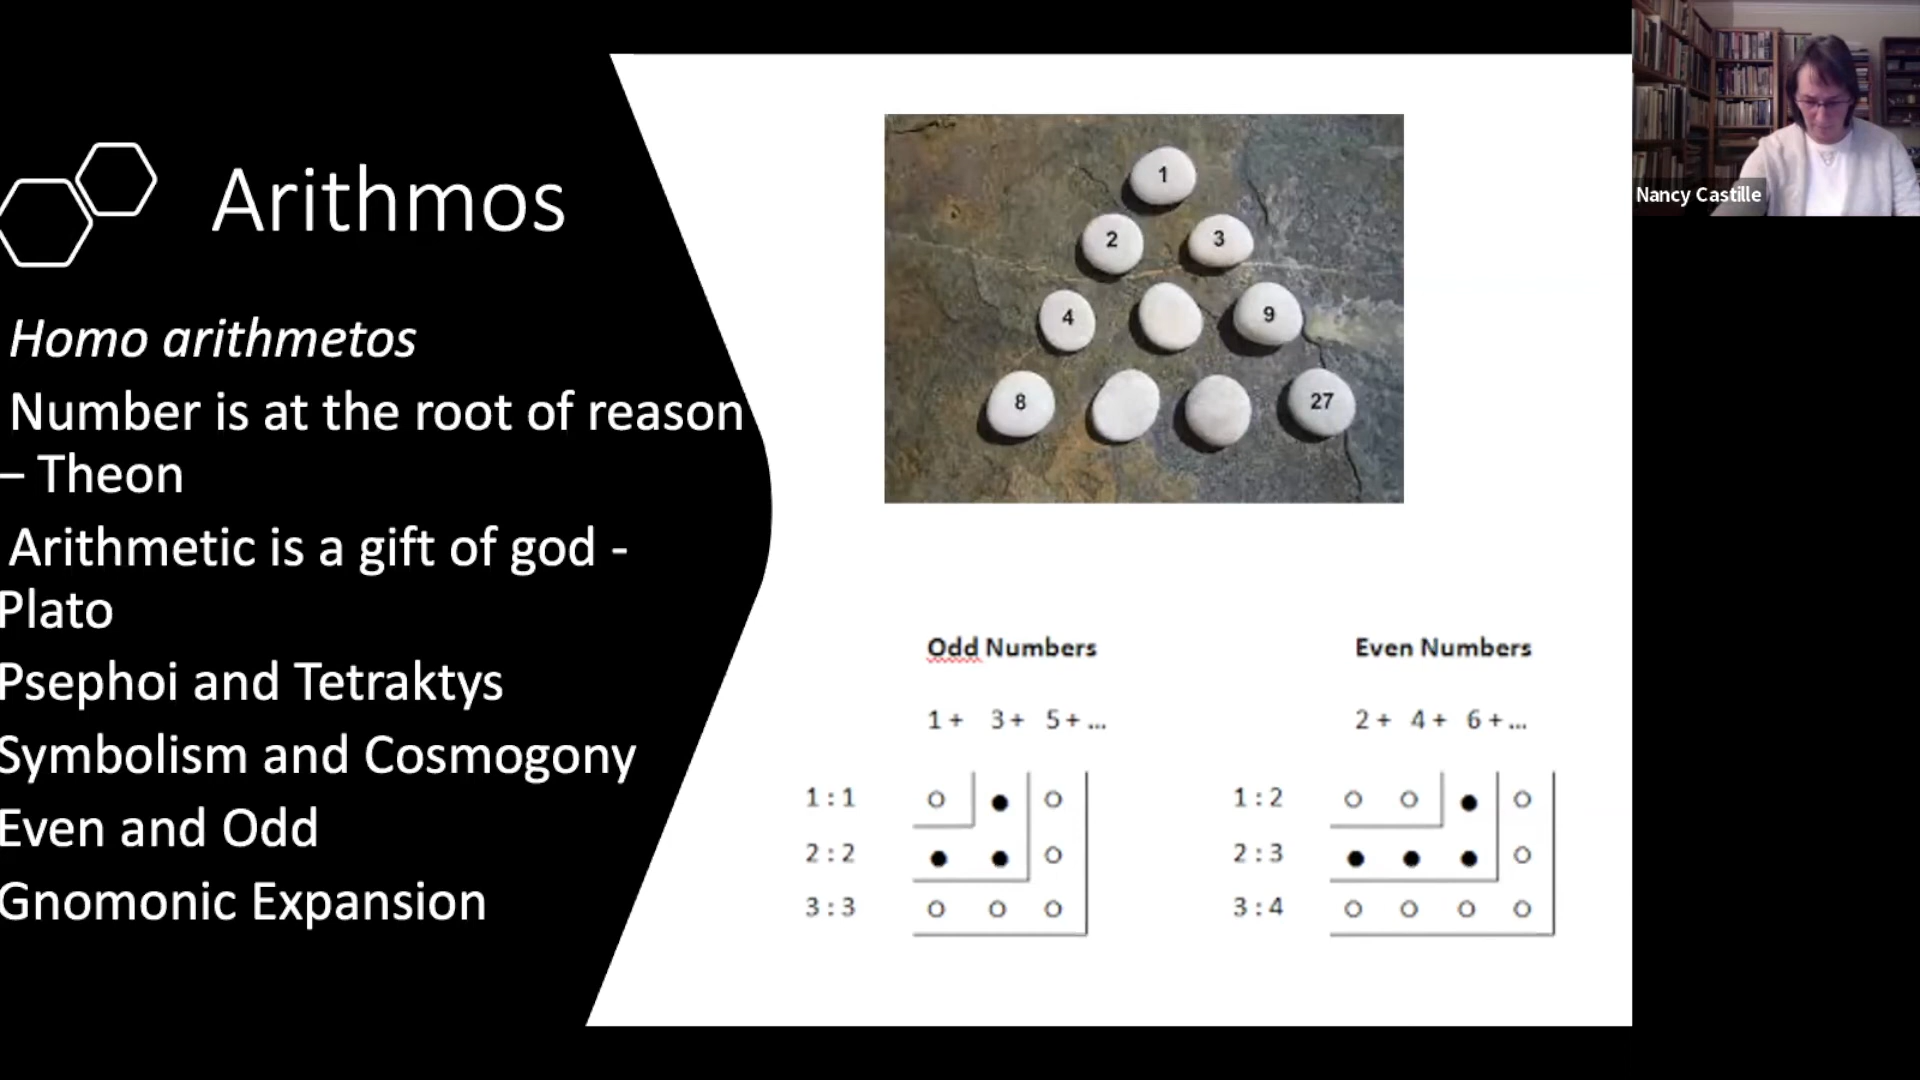 Arithmos
Homo arithmetos
Number is at the root of reason
– Theon
Arithmetic is a gift of god -
Plato
Psephoi and Tetraktys
Symbolism and Cosmogony
Even and Odd
Gnomonic Expansion
1
2 3
4 9
8 27
Odd Numbers
1 + 3 + 5 + ...
1 : 1
2 : 2
3 : 3
Even Numbers
2 + 4 + 6 + ...
1 : 2
2 : 3
3 : 4
Nancy Castille